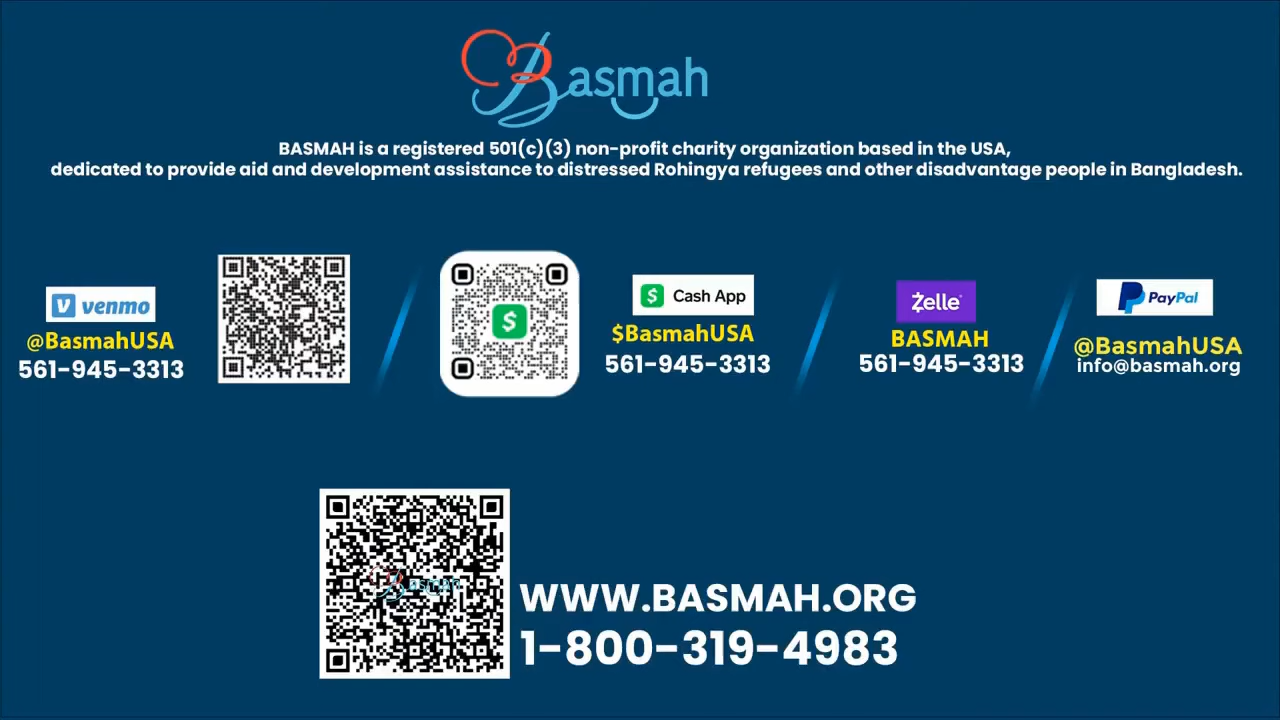 Basmah
BASMAH is a registered 501(c)(3) non-profit charity organization based in the USA,
dedicated to provide aid and development assistance to distressed Rohingya refugees and other disadvantage people in Bangladesh.
V venmo
@BasmahUSA
561-945-3313
$
$ Cash App
$BasmahUSA
561-945-3313
Zelle
BASMAH
561-945-3313
PayPal
@BasmahUSA
info@basmah.org
Basmah
WWW.BASMAH.ORG
1-800-319-4983